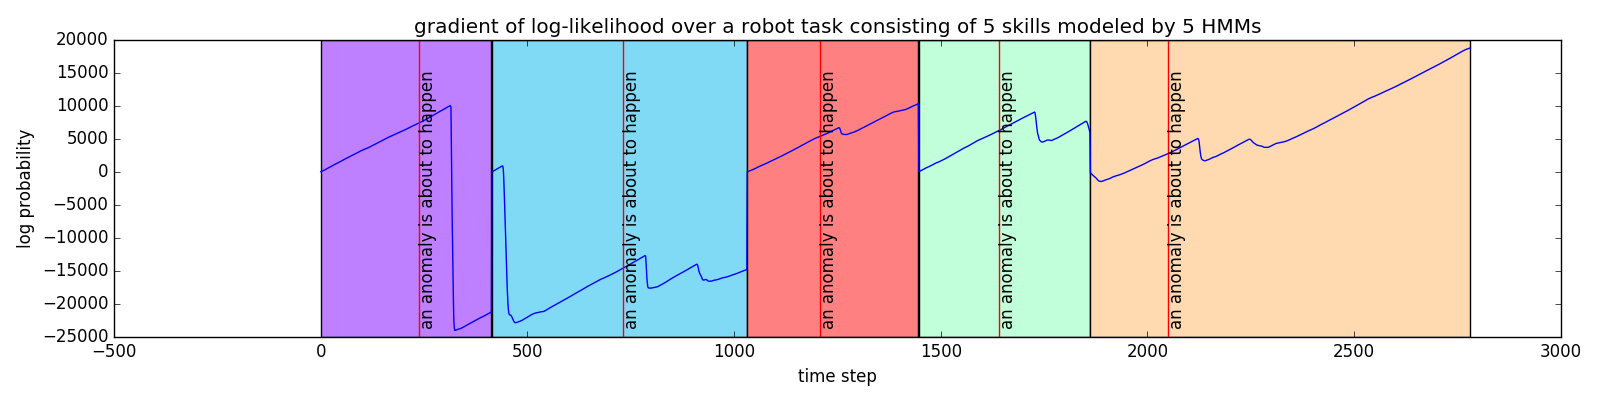 gradient of log-likelihood over a robot task consisting of 5 skills modeled by 5 HMMs
20000
15000
10000
5000
0
−5000
−10000
−15000
−20000
−25000
log probability
an anomaly is about to happen
an anomaly is about to happen
an anomaly is about to happen
an anomaly is about to happen
an anomaly is about to happen
−500
0
500
1000
1500
2000
2500
3000
time step